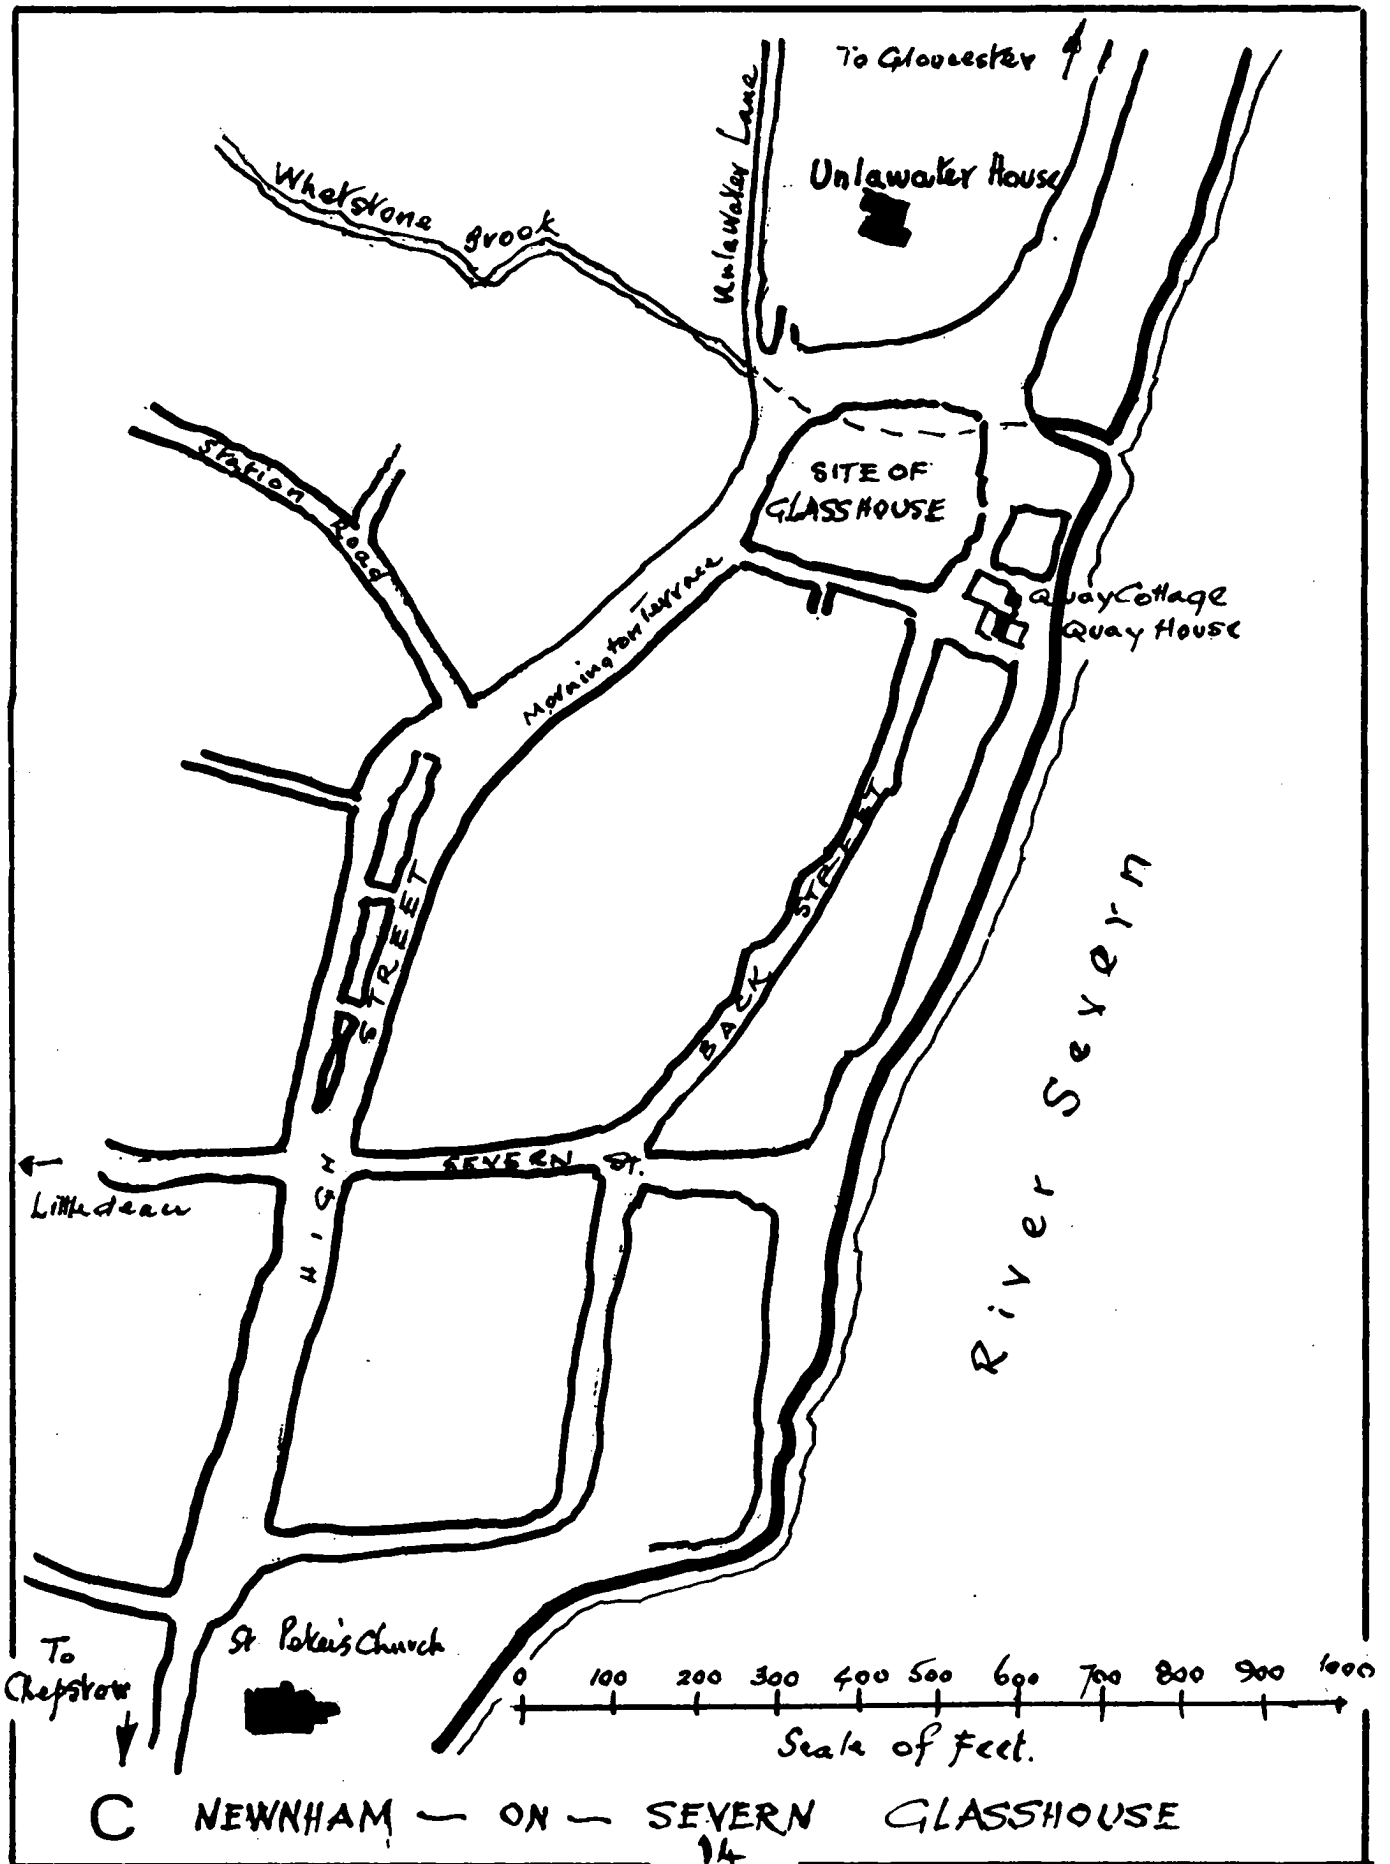 To Gloucester
Unlawater Lane
Unlawater House
Whetstone Brook
Station Road
SITE OF
GLASSHOUSE
Mornington Terrace
Quay Cottage
Quay House
BACK STREET
HIGH STREET
River Severn
SEVERN St.
Littledean
St Peter's Church
To
Chepstow
0 100 200 300 400 500 600 700 800 900 1000
Scale of Feet.
C NEWNHAM — ON — SEVERN GLASSHOUSE
14